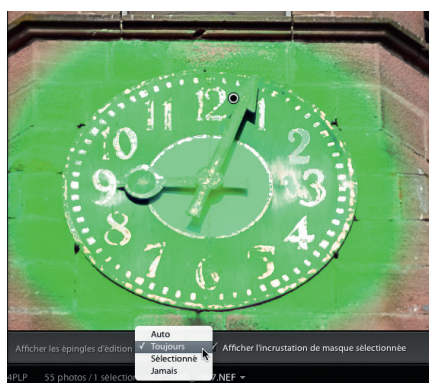 11 12 1
10 2
9 3
8 4
7 6 5
Auto
Afficher les épingles d'édition
✓ Toujours
✓ Afficher l'incrustation de masque sélectionnée
Sélectionné
Jamais
4PLP 55 photos / 1 sélection 7.NEF